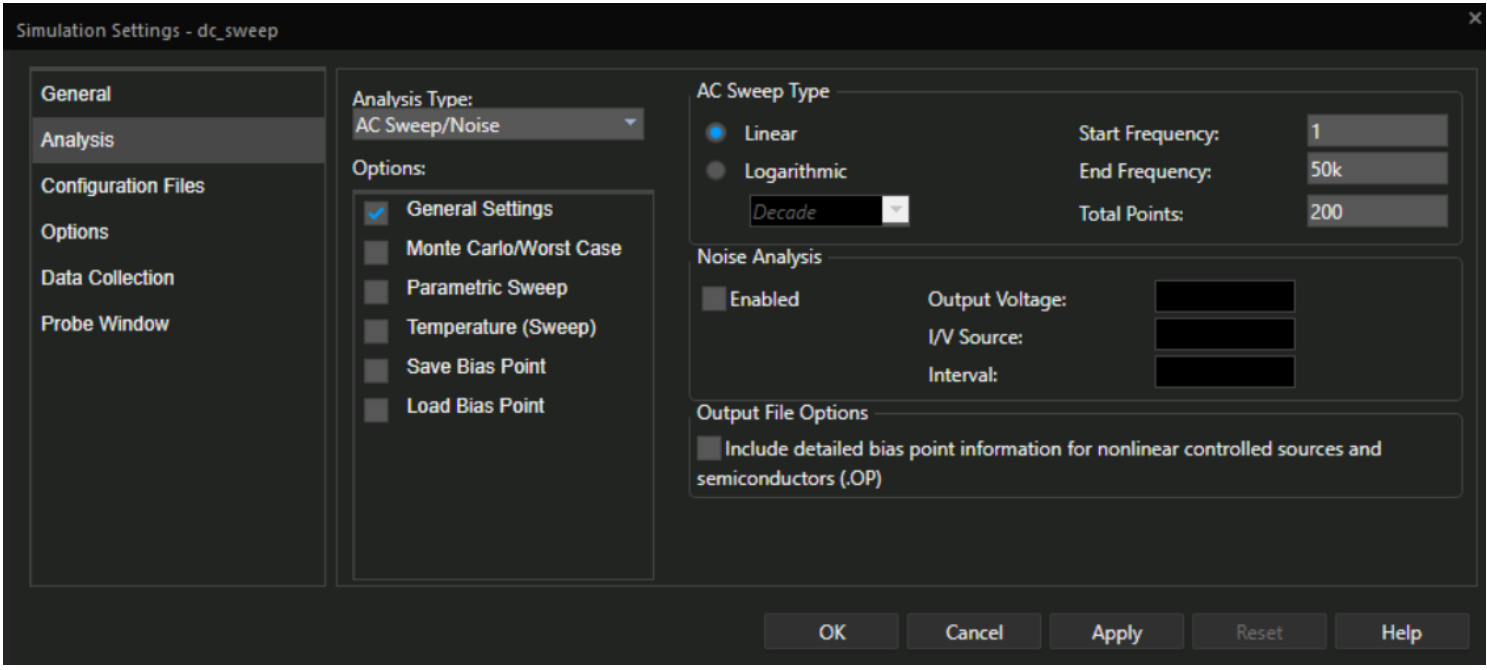 Simulation Settings - dc_sweep
×
General
Analysis
Configuration Files
Options
Data Collection
Probe Window
Analysis Type:
AC Sweep/Noise
Options:
General Settings
Monte Carlo/Worst Case
Parametric Sweep
Temperature (Sweep)
Save Bias Point
Load Bias Point
AC Sweep Type
Linear
Logarithmic
Decade
Start Frequency: 1
End Frequency: 50k
Total Points: 200
Noise Analysis
Enabled
Output Voltage:
I/V Source:
Interval:
Output File Options
Include detailed bias point information for nonlinear controlled sources and
semiconductors (.OP)
OK Cancel Apply Reset Help